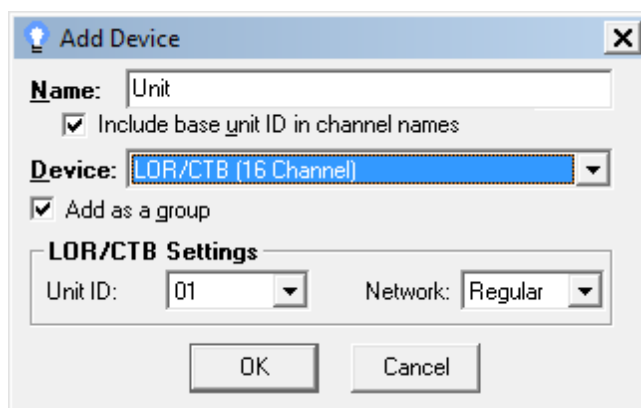 Add Device
Name: Unit
Include base unit ID in channel names
Device: LOR/CTB (16 Channel)
Add as a group
LOR/CTB Settings
Unit ID: 01 Network: Regular
OK Cancel